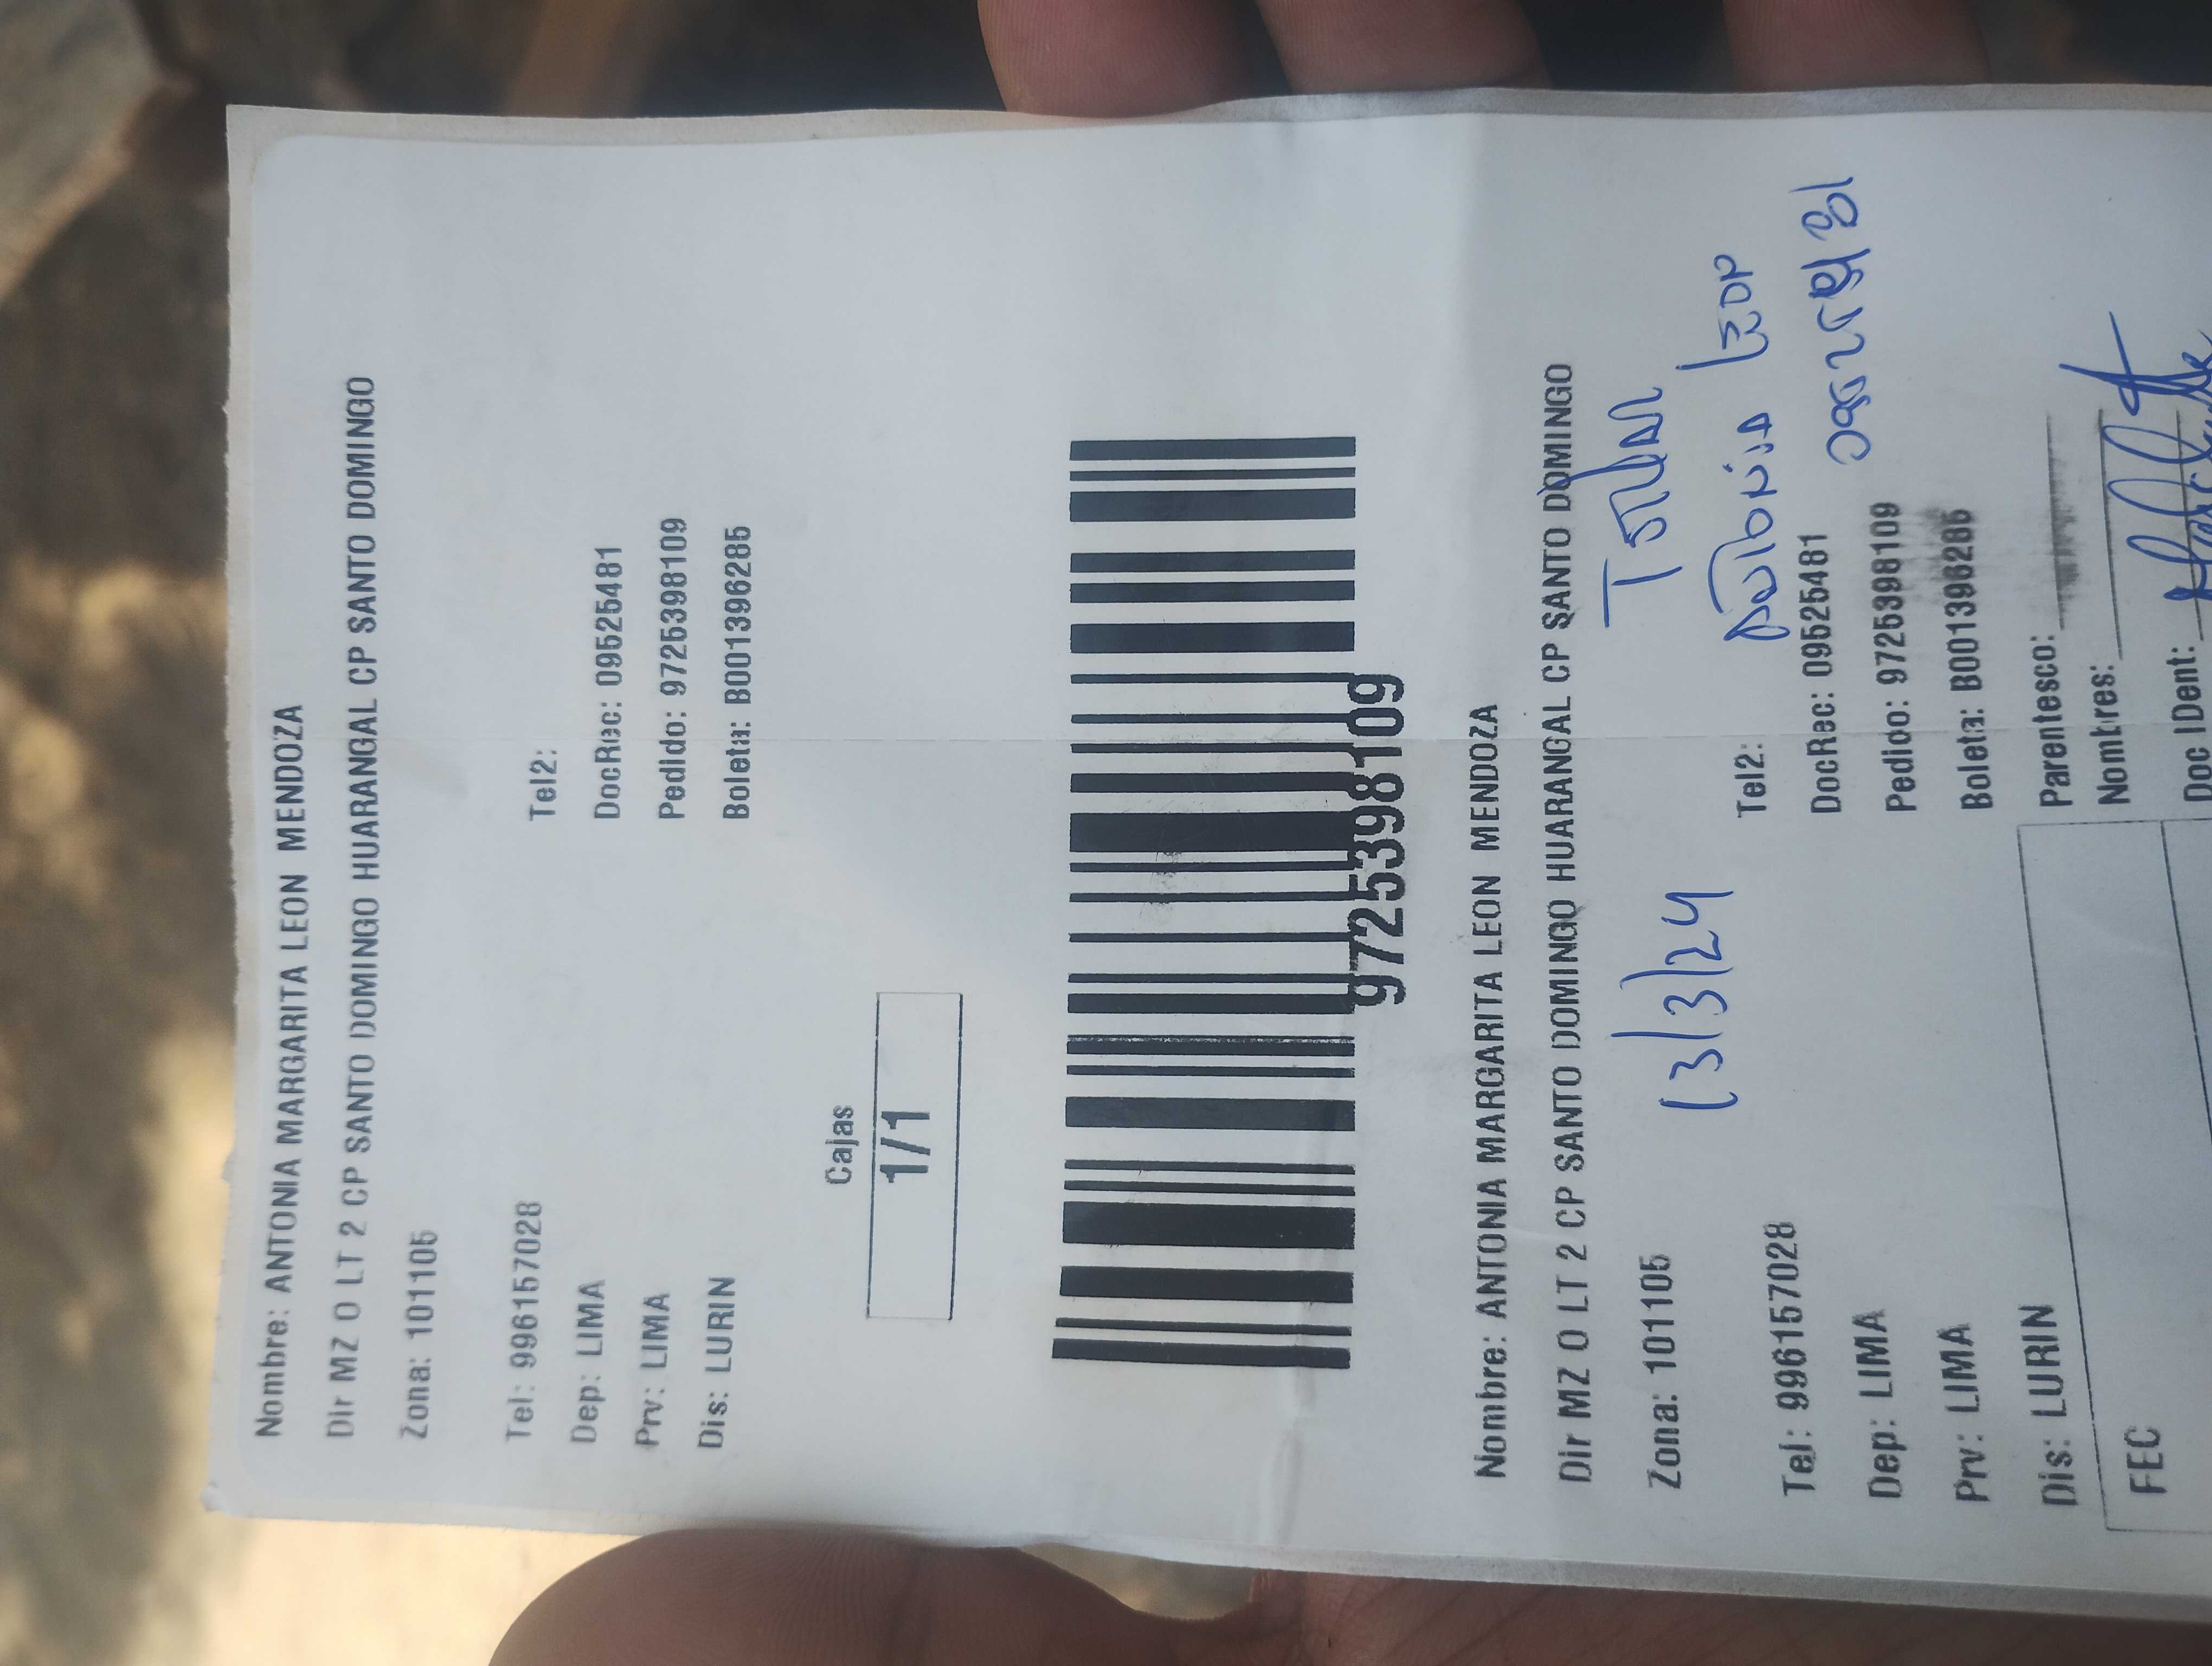 Nombre: ANTONIA MARGARITA LEON MENDOZA
Dir MZ O LT 2 CP SANTO DOMINGO HUARANGAL CP SANTO DOMINGO
Zona: 101105
Tel: 996157028
Tel2:
Dep: LIMA
DocRec: 09525481
Prv: LIMA
Pedido: 9725398109
Dis: LURIN
Boleta: B001396285
Cajas
1/1
9725398109
Nombre: ANTONIA MARGARITA LEON MENDOZA
Dir MZ O LT 2 CP SANTO DOMINGO HUARANGAL CP SANTO DOMINGO
Zona: 101105
13/3/24
Titular
Antonia Leon
Tel: 996157028
Tel2:
09525481
Dep: LIMA
DocRec: 09525481
Prv: LIMA
Pedido: 9725398109
Dis: LURIN
Boleta: B001396285
Parentesco:
FEC
Nombres:
Doc IDent: